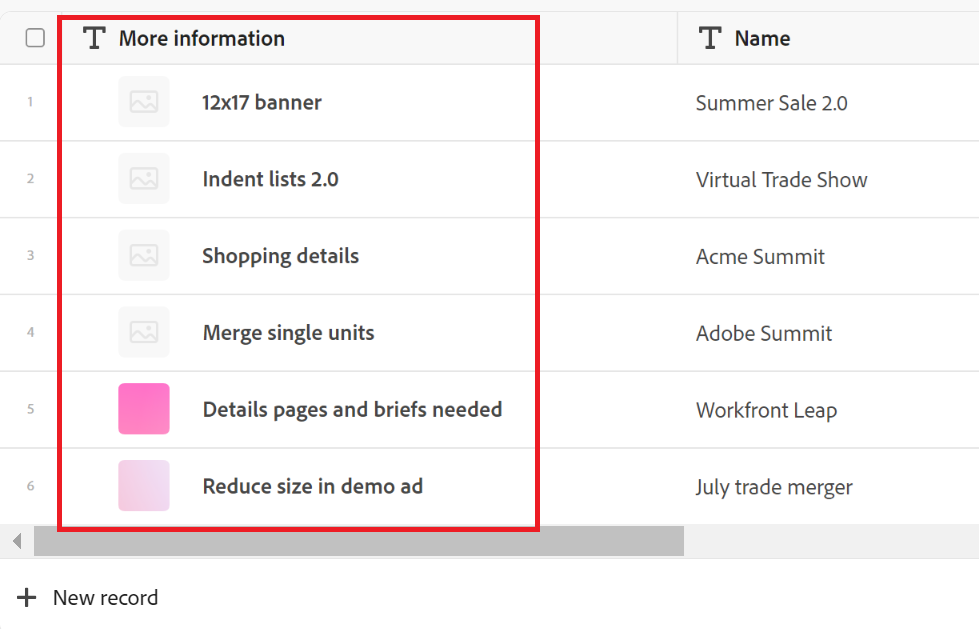 More information Name
1 12x17 banner Summer Sale 2.0
2 Indent lists 2.0 Virtual Trade Show
3 Shopping details Acme Summit
4 Merge single units Adobe Summit
5 Details pages and briefs needed Workfront Leap
6 Reduce size in demo ad July trade merger
New record